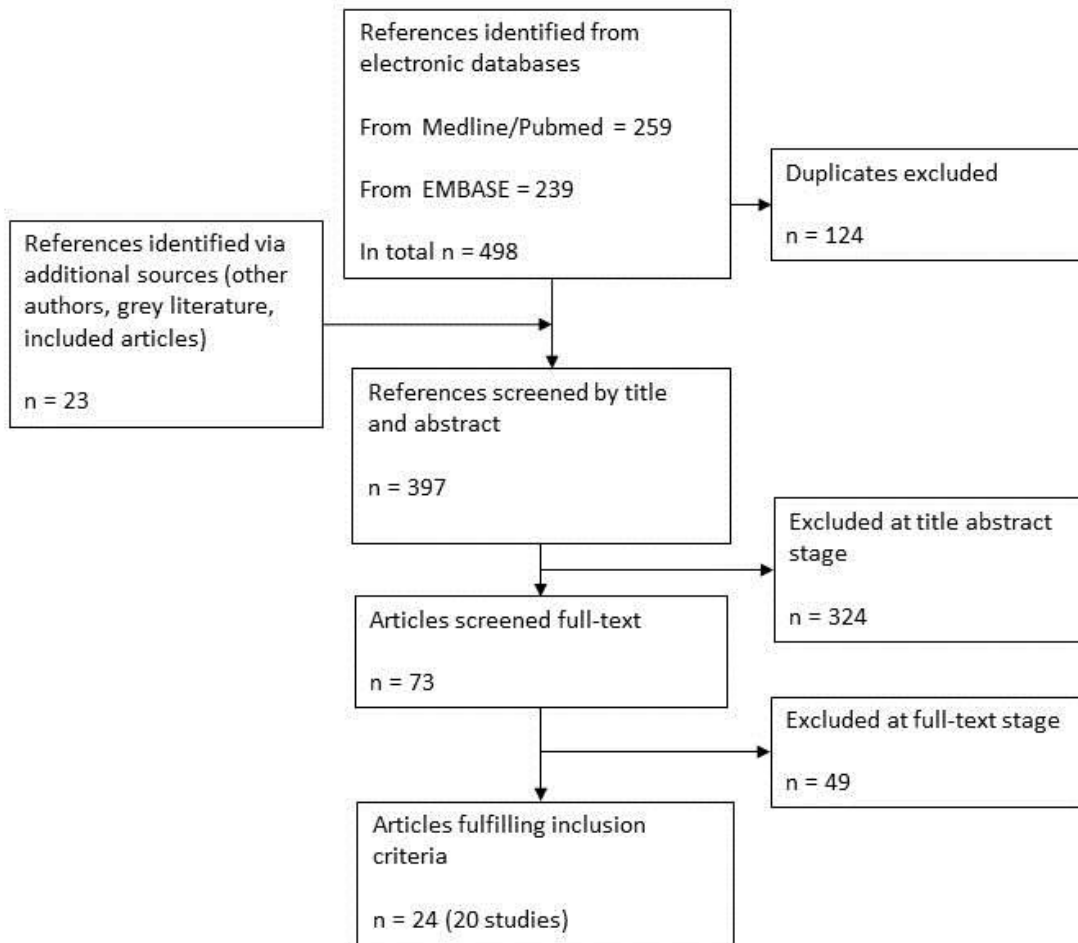 References identified from
electronic databases
From Medline/Pubmed = 259
From EMBASE = 239
In total n = 498
Duplicates excluded
n = 124
References identified via
additional sources (other
authors, grey literature,
included articles)
n = 23
References screened by title
and abstract
n = 397
Excluded at title abstract
stage
n = 324
Articles screened full-text
n = 73
Excluded at full-text stage
n = 49
Articles fulfilling inclusion
criteria
n = 24 (20 studies)